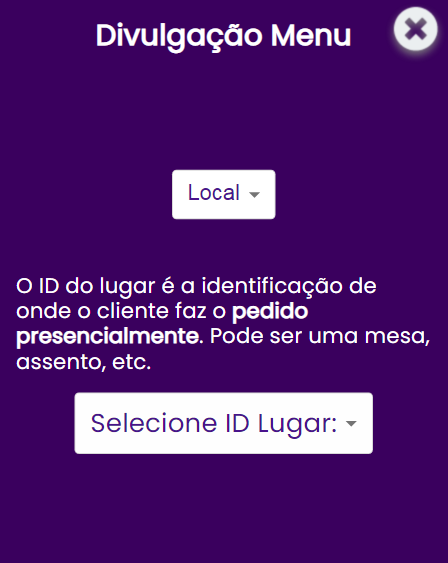 Divulgação Menu
Local
O ID do lugar é a identificação de
onde o cliente faz o pedido
presencialmente. Pode ser uma mesa,
assento, etc.
Selecione ID Lugar: